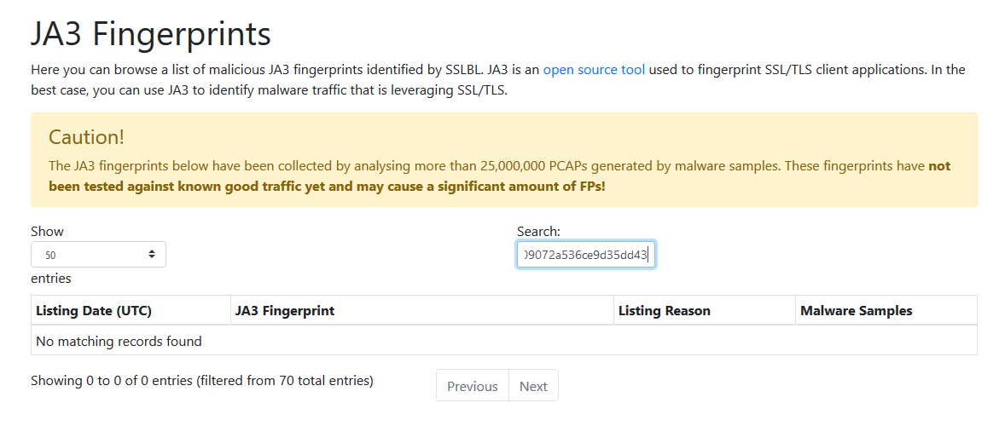 JA3 Fingerprints
Here you can browse a list of malicious JA3 fingerprints identified by SSLBL. JA3 is an open source tool used to fingerprint SSL/TLS client applications. In the
best case, you can use JA3 to identify malware traffic that is leveraging SSL/TLS.
Caution!
The JA3 fingerprints below have been collected by analysing more than 25,000,000 PCAPs generated by malware samples. These fingerprints have not
been tested against known good traffic yet and may cause a significant amount of FPs!
Show
Search:
50
09072a536ce9d35dd43
entries
Listing Date (UTC) JA3 Fingerprint Listing Reason Malware Samples
No matching records found
Showing 0 to 0 of 0 entries (filtered from 70 total entries)
Previous Next